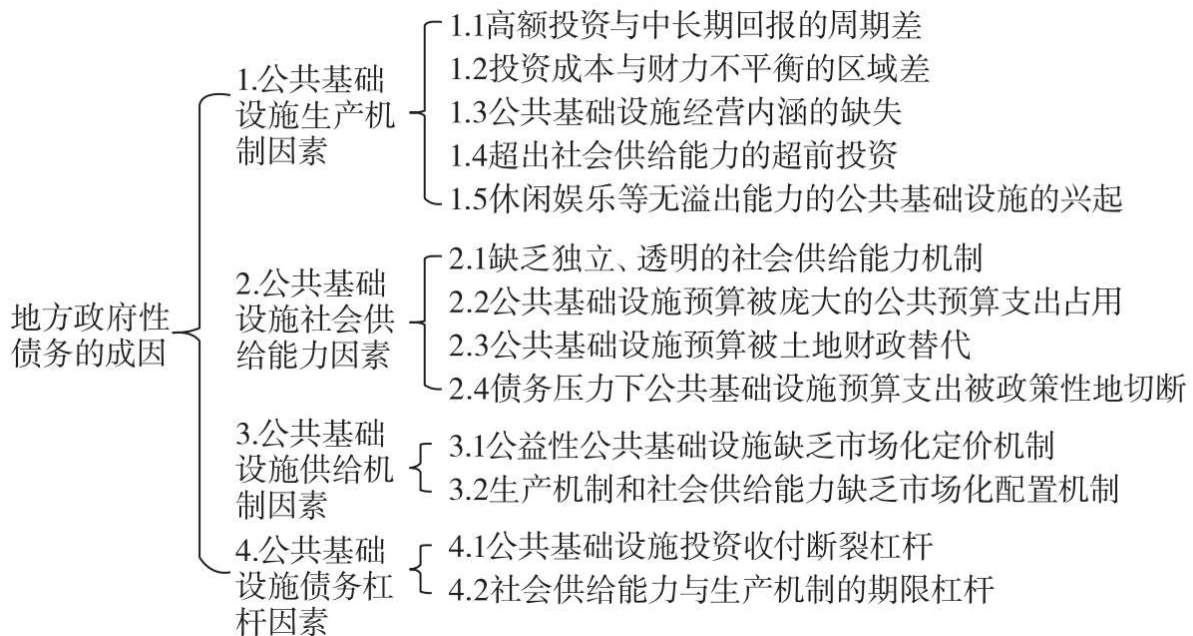 地方政府性
债务的成因
1.公共基础
设施生产机
制因素
1.1高额投资与中长期回报的周期差
1.2投资成本与财力不平衡的区域差
1.3公共基础设施经营内涵的缺失
1.4超出社会供给能力的超前投资
1.5休闲娱乐等无溢出能力的公共基础设施的兴起
2.公共基础
设施社会供
给能力因素
2.1缺乏独立、透明的社会供给能力机制
2.2公共基础设施预算被庞大的公共预算支出占用
2.3公共基础设施预算被土地财政替代
2.4债务压力下公共基础设施预算支出被政策性地切断
3.公共基础
设施供给机
制因素
3.1公益性公共基础设施缺乏市场化定价机制
3.2生产机制和社会供给能力缺乏市场化配置机制
4.公共基础
设施债务杠
杆因素
4.1公共基础设施投资收付断裂杠杆
4.2社会供给能力与生产机制的期限杠杆